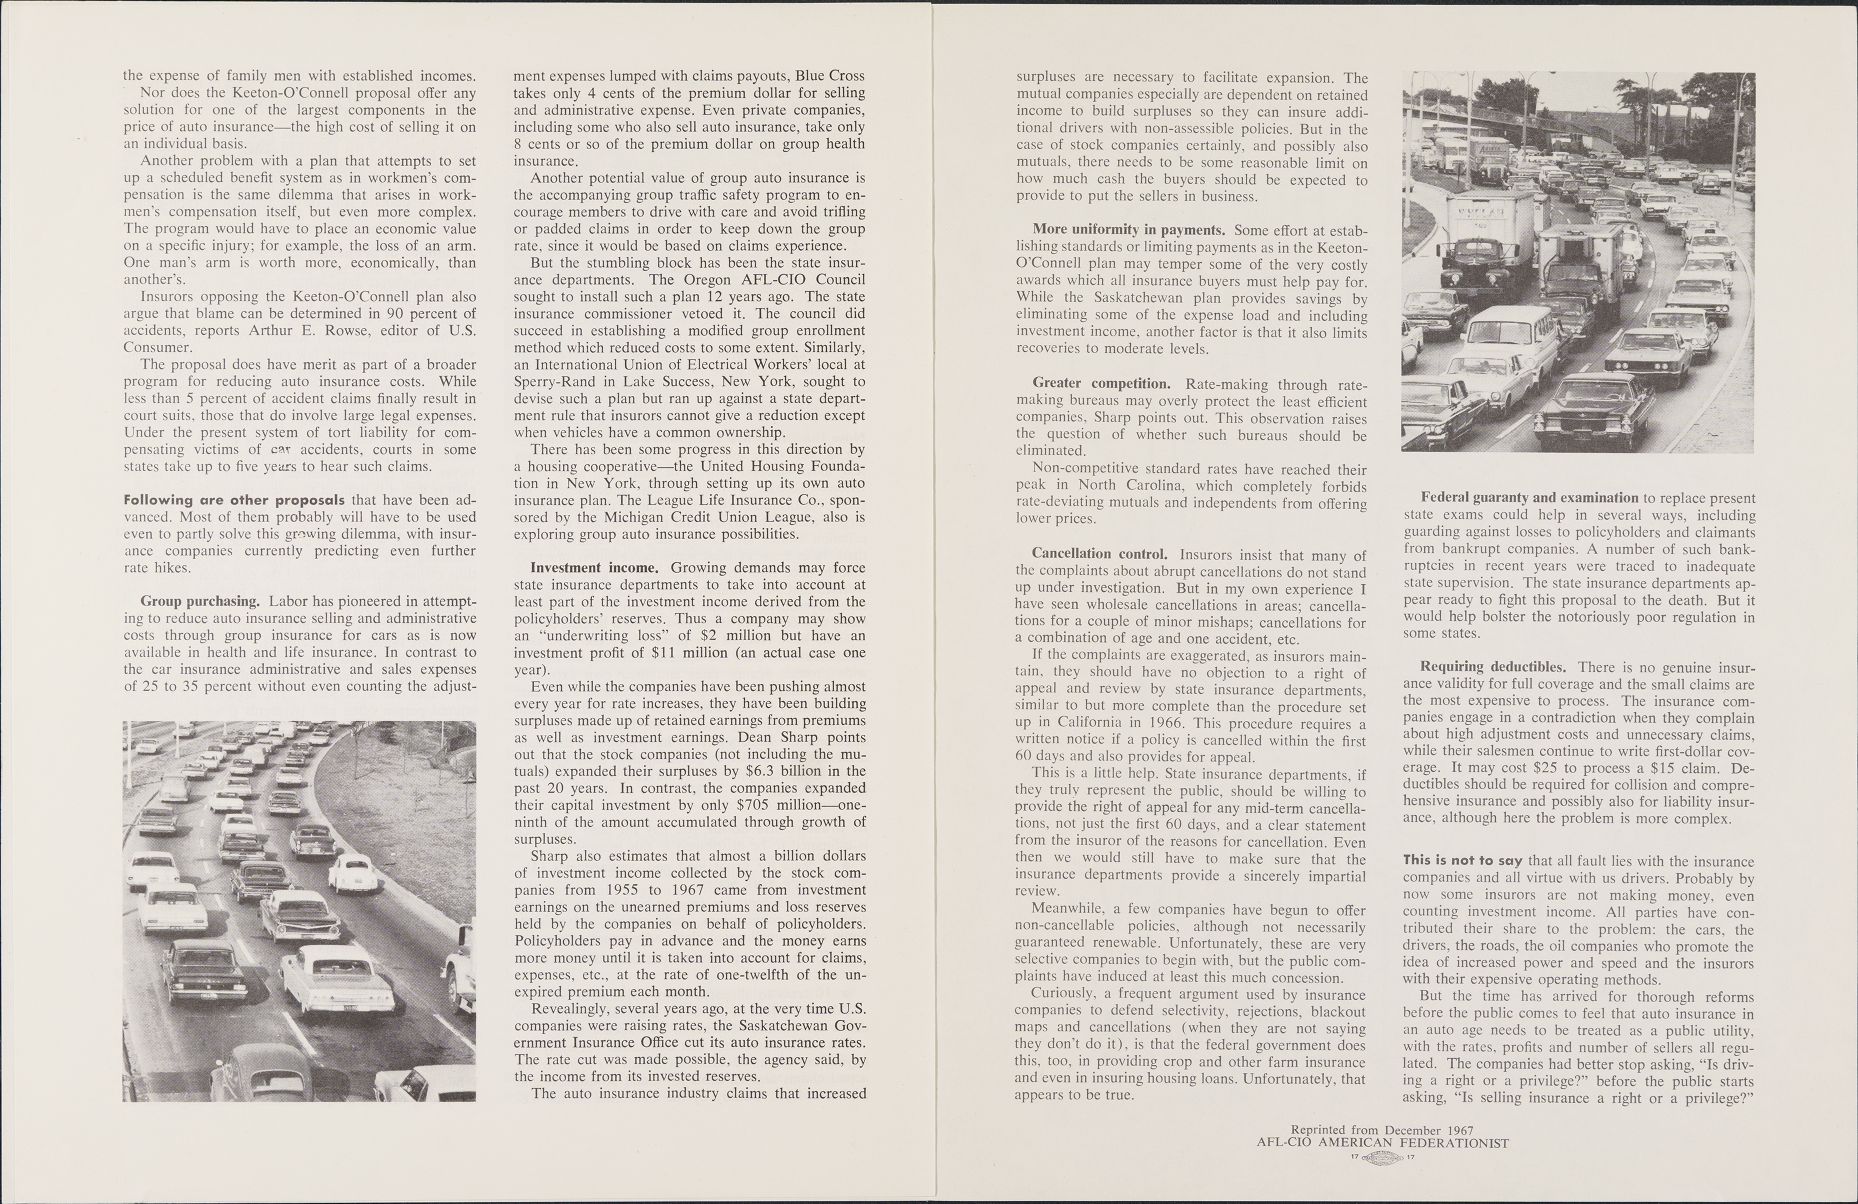 the expense of family men with established incomes.
Nor does the Keeton-O'Connell proposal offer any
solution for one of the largest components in the
price of auto insurance—the high cost of selling it on
an individual basis.
Another problem with a plan that attempts to set
up a scheduled benefit system as in workmen's com-
pensation is the same dilemma that arises in work-
men's compensation itself, but even more complex.
The program would have to place an economic value
on a specific injury; for example, the loss of an arm.
One man's arm is worth more, economically, than
another's.
Insurors opposing the Keeton-O'Connell plan also
argue that blame can be determined in 90 percent of
accidents, reports Arthur E. Rowse, editor of U.S.
Consumer.
The proposal does have merit as part of a broader
program for reducing auto insurance costs. While
less than 5 percent of accident claims finally result in
court suits, those that do involve large legal expenses.
Under the present system of tort liability for com-
pensating victims of car accidents, courts in some
states take up to five years to hear such claims.
Following are other proposals that have been ad-
vanced. Most of them probably will have to be used
even to partly solve this growing dilemma, with insur-
ance companies currently predicting even further
rate hikes.
Group purchasing. Labor has pioneered in attempt-
ing to reduce auto insurance selling and administrative
costs through group insurance for cars as is now
available in health and life insurance. In contrast to
the car insurance administrative and sales expenses
of 25 to 35 percent without even counting the adjust-
ment expenses lumped with claims payouts, Blue Cross
takes only 4 cents of the premium dollar for selling
and administrative expense. Even private companies,
including some who also sell auto insurance, take only
8 cents or so of the premium dollar on group health
insurance.
Another potential value of group auto insurance is
the accompanying group traffic safety program to en-
courage members to drive with care and avoid trifling
or padded claims in order to keep down the group
rate, since it would be based on claims experience.
But the stumbling block has been the state insur-
ance departments. The Oregon AFL-CIO Council
sought to install such a plan 12 years ago. The state
insurance commissioner vetoed it. The council did
succeed in establishing a modified group enrollment
method which reduced costs to some extent. Similarly,
an International Union of Electrical Workers' local at
Sperry-Rand in Lake Success, New York, sought to
devise such a plan but ran up against a state depart-
ment rule that insurors cannot give a reduction except
when vehicles have a common ownership.
There has been some progress in this direction by
a housing cooperative—the United Housing Founda-
tion in New York, through setting up its own auto
insurance plan. The League Life Insurance Co., spon-
sored by the Michigan Credit Union League, also is
exploring group auto insurance possibilities.
Investment income. Growing demands may force
state insurance departments to take into account at
least part of the investment income derived from the
policyholders' reserves. Thus a company may show
an "underwriting loss" of $2 million but have an
investment profit of $11 million (an actual case one
year).
Even while the companies have been pushing almost
every year for rate increases, they have been building
surpluses made up of retained earnings from premiums
as well as investment earnings. Dean Sharp points
out that the stock companies (not including the mu-
tuals) expanded their surpluses by $6.3 billion in the
past 20 years. In contrast, the companies expanded
their capital investment by only $705 million—one-
ninth of the amount accumulated through growth of
surpluses.
Sharp also estimates that almost a billion dollars
of investment income collected by the stock com-
panies from 1955 to 1967 came from investment
earnings on the unearned premiums and loss reserves
held by the companies on behalf of policyholders.
Policyholders pay in advance and the money earns
more money until it is taken into account for claims,
expenses, etc., at the rate of one-twelfth of the un-
expired premium each month.
Revealingly, several years ago, at the very time U.S.
companies were raising rates, the Saskatchewan Gov-
ernment Insurance Office cut its auto insurance rates.
The rate cut was made possible, the agency said, by
the income from its invested reserves.
The auto insurance industry claims that increased
surpluses are necessary to facilitate expansion. The
mutual companies especially are dependent on retained
income to build surpluses so they can insure addi-
tional drivers with non-assessible policies. But in the
case of stock companies certainly, and possibly also
mutuals, there needs to be some reasonable limit on
how much cash the buyers should be expected to
provide to put the sellers in business.
More uniformity in payments. Some effort at estab-
lishing standards or limiting payments as in the Keeton-
O'Connell plan may temper some of the very costly
awards which all insurance buyers must help pay for.
While the Saskatchewan plan provides savings by
eliminating some of the expense load and including
investment income, another factor is that it also limits
recoveries to moderate levels.
Greater competition. Rate-making through rate-
making bureaus may overly protect the least efficient
companies, Sharp points out. This observation raises
the question of whether such bureaus should be
eliminated.
Non-competitive standard rates have reached their
peak in North Carolina, which completely forbids
rate-deviating mutuals and independents from offering
lower prices.
Cancellation control. Insurors insist that many of
the complaints about abrupt cancellations do not stand
up under investigation. But in my own experience I
have seen wholesale cancellations in areas; cancella-
tions for a couple of minor mishaps; cancellations for
a combination of age and one accident, etc.
If the complaints are exaggerated, as insurors main-
tain, they should have no objection to a right of
appeal and review by state insurance departments,
similar to but more complete than the procedure set
up in California in 1966. This procedure requires a
written notice if a policy is cancelled within the first
60 days and also provides for appeal.
This is a little help. State insurance departments, if
they truly represent the public, should be willing to
provide the right of appeal for any mid-term cancella-
tions, not just the first 60 days, and a clear statement
from the insuror of the reasons for cancellation. Even
then we would still have to make sure that the
insurance departments provide a sincerely impartial
review.
Meanwhile, a few companies have begun to offer
non-cancellable policies, although not necessarily
guaranteed renewable. Unfortunately, these are very
selective companies to begin with, but the public com-
plaints have induced at least this much concession.
Curiously, a frequent argument used by insurance
companies to defend selectivity, rejections, blackout
maps and cancellations (when they are not saying
they don't do it), is that the federal government does
this, too, in providing crop and other farm insurance
and even in insuring housing loans. Unfortunately, that
appears to be true.
Federal guaranty and examination to replace present
state exams could help in several ways, including
guarding against losses to policyholders and claimants
from bankrupt companies. A number of such bank-
ruptcies in recent years were traced to inadequate
state supervision. The state insurance departments ap-
pear ready to fight this proposal to the death. But it
would help bolster the notoriously poor regulation in
some states.
Requiring deductibles. There is no genuine insur-
ance validity for full coverage and the small claims are
the most expensive to process. The insurance com-
panies engage in a contradiction when they complain
about high adjustment costs and unnecessary claims,
while their salesmen continue to write first-dollar cov-
erage. It may cost $25 to process a $15 claim. De-
ductibles should be required for collision and compre-
hensive insurance and possibly also for liability insur-
ance, although here the problem is more complex.
This is not to say that all fault lies with the insurance
companies and all virtue with us drivers. Probably by
now some insurors are not making money, even
counting investment income. All parties have con-
tributed their share to the problem: the cars, the
drivers, the roads, the oil companies who promote the
idea of increased power and speed and the insurors
with their expensive operating methods.
But the time has arrived for thorough reforms
before the public comes to feel that auto insurance in
an auto age needs to be treated as a public utility,
with the rates, profits and number of sellers all regu-
lated. The companies had better stop asking, "Is driv-
ing a right or a privilege?" before the public starts
asking, "Is selling insurance a right or a privilege?"
Reprinted from December 1967
AFL-CIO AMERICAN FEDERATIONIST
17 17